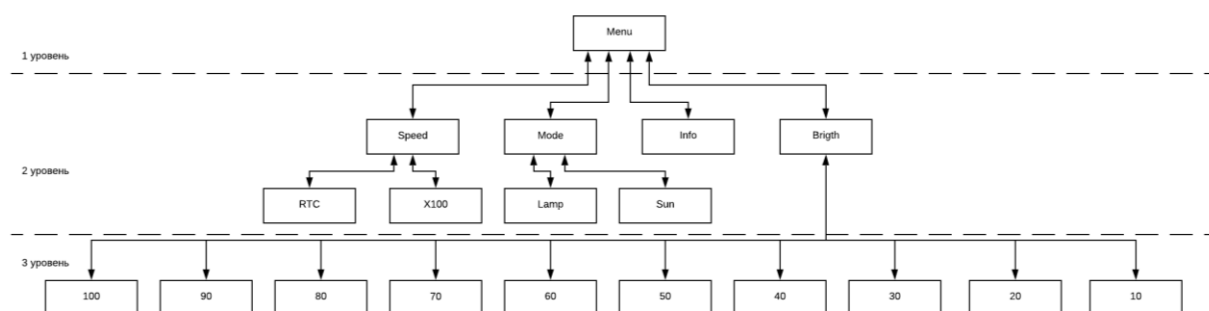 Menu
1 уровень
Speed
Mode
Info
Brigth
2 уровень
RTC
X100
Lamp
Sun
3 уровень
100
90
80
70
60
50
40
30
20
10